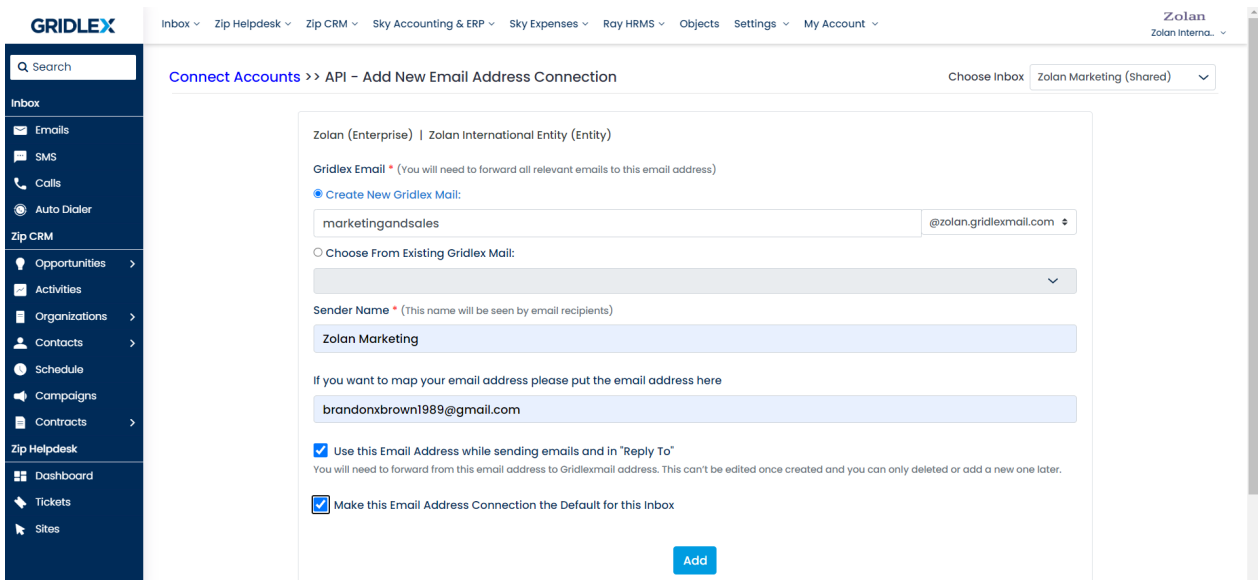 GRIDLEX
Inbox
Zip Helpdesk
Zip CRM
Sky Accounting & ERP
Sky Expenses
Ray HRMS
Objects
Settings
My Account
Zolan
Zolan Interna..
Search
Inbox
Emails
SMS
Calls
Auto Dialer
Zip CRM
Opportunities
Activities
Organizations
Contacts
Schedule
Campaigns
Contracts
Zip Helpdesk
Dashboard
Tickets
Sites
Connect Accounts >> API - Add New Email Address Connection
Choose Inbox
Zolan Marketing (Shared)
Zolan (Enterprise) | Zolan International Entity (Entity)
Gridlex Email * (You will need to forward all relevant emails to this email address)
Create New Gridlex Mail:
marketingandsales
@zolan.gridlexmail.com
Choose From Existing Gridlex Mail:
Sender Name * (This name will be seen by email recipients)
Zolan Marketing
If you want to map your email address please put the email address here
brandonxbrown1989@gmail.com
Use this Email Address while sending emails and in "Reply To"
You will need to forward from this email address to Gridlexmail address. This can't be edited once created and you can only deleted or add a new one later.
Make this Email Address Connection the Default for this Inbox
Add